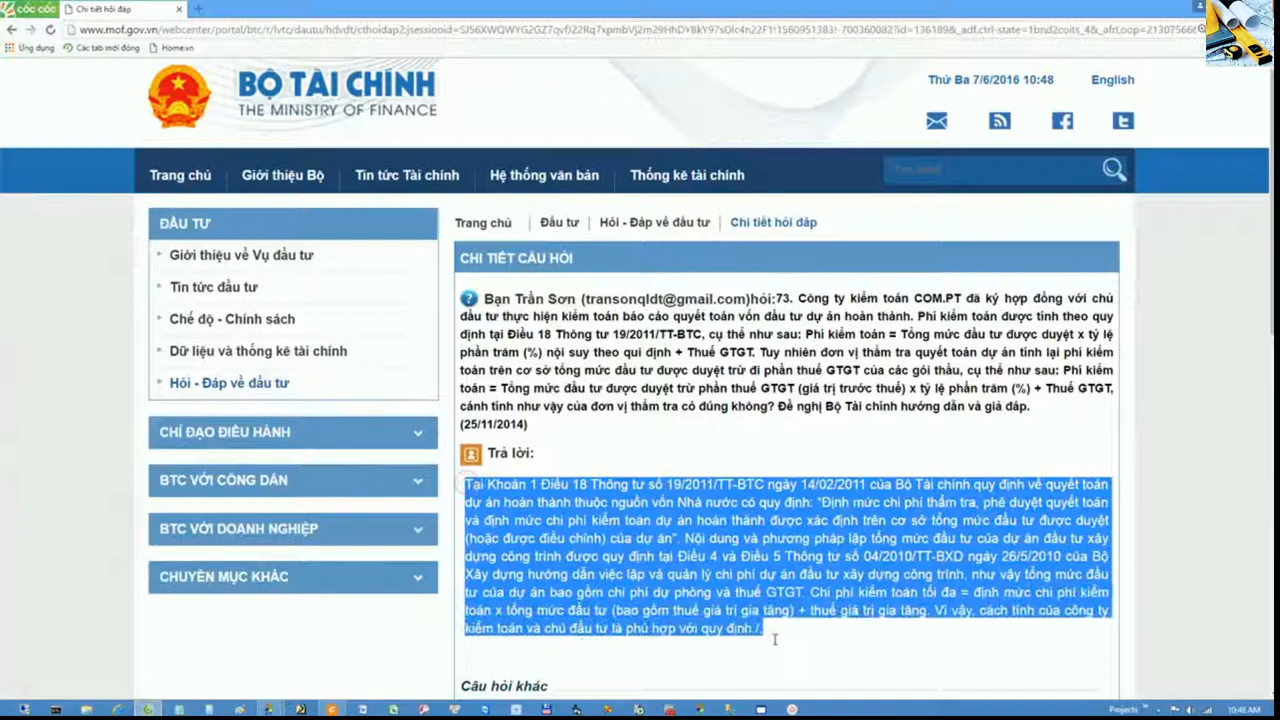 cốc cốc
Chi tiết hỏi đáp
Ứng dụng
Các tab mới đóng
Home.vn
BỘ TÀI CHÍNH
THE MINISTRY OF FINANCE
Thứ Ba 7/6/2016 10:48
English
Trang chủ
Giới thiệu Bộ
Tin tức Tài chính
Hệ thống văn bản
Thống kê tài chính
ĐẦU TƯ
Giới thiệu về Vụ đầu tư
Tin tức đầu tư
Chế độ - Chính sách
Dữ liệu và thống kê tài chính
Hỏi - Đáp về đầu tư
CHỈ ĐẠO ĐIỀU HÀNH
BTC VỚI CÔNG DÂN
BTC VỚI DOANH NGHIỆP
CHUYÊN MỤC KHÁC
Trang chủ
Đầu tư
Hỏi - Đáp về đầu tư
Chi tiết hỏi đáp
CHI TIẾT CÂU HỎI
Bạn Trần Sơn (transonqldt@gmail.com)hỏi:73. Công ty kiểm toán COM.PT đã ký hợp đồng với chủ
đầu tư thực hiện kiểm toán báo cáo quyết toán vốn đầu tư dự án hoàn thành. Phí kiểm toán được tính theo quy
định tại Điều 18 Thông tư 19/2011/TT-BTC, cụ thể như sau: Phí kiểm toán = Tổng mức đầu tư được duyệt x tỷ lệ
phần trăm (%) nội suy theo qui định + Thuế GTGT. Tuy nhiên đơn vị thẩm tra quyết toán dự án tính lại phí kiểm
toán trên cơ sở tổng mức đầu tư được duyệt trừ đi phần thuế GTGT của các gói thầu, cụ thể như sau: Phí kiểm
toán = Tổng mức đầu tư được duyệt trừ phần thuế GTGT (giá trị trước thuế) x tỷ lệ phần trăm (%) + Thuế GTGT,
cánh tính như vậy của đơn vị thẩm tra có đúng không? Đề nghị Bộ Tài chính hướng dẫn và giả đáp.
(25/11/2014)
Trả lời:
Tại Khoản 1 Điều 18 Thông tư số 19/2011/TT-BTC ngày 14/02/2011 của Bộ Tài chính quy định về quyết toán
dự án hoàn thành thuộc nguồn vốn Nhà nước có quy định: "Định mức chi phí thẩm tra, phê duyệt quyết toán
và định mức chi phí kiểm toán dự án hoàn thành được xác định trên cơ sở tổng mức đầu tư được duyệt
(hoặc được điều chỉnh) của dự án". Nội dung và phương pháp lập tổng mức đầu tư của dự án đầu tư xây
dựng công trình được quy định tại Điều 4 và Điều 5 Thông tư số 04/2010/TT-BXD ngày 26/5/2010 của Bộ
Xây dựng hướng dẫn việc lập và quản lý chi phí dự án đầu tư xây dựng công trình, như vậy tổng mức đầu
tư của dự án bao gồm chi phí dự phòng và thuế GTGT. Chi phí kiểm toán tối đa = định mức chi phí kiểm
toán x tổng mức đầu tư (bao gồm thuế giá trị gia tăng) + thuế giá trị gia tăng. Vì vậy, cách tính của công ty
kiểm toán và chủ đầu tư là phù hợp với quy định./.
Câu hỏi khác
Projects
10:48 AM